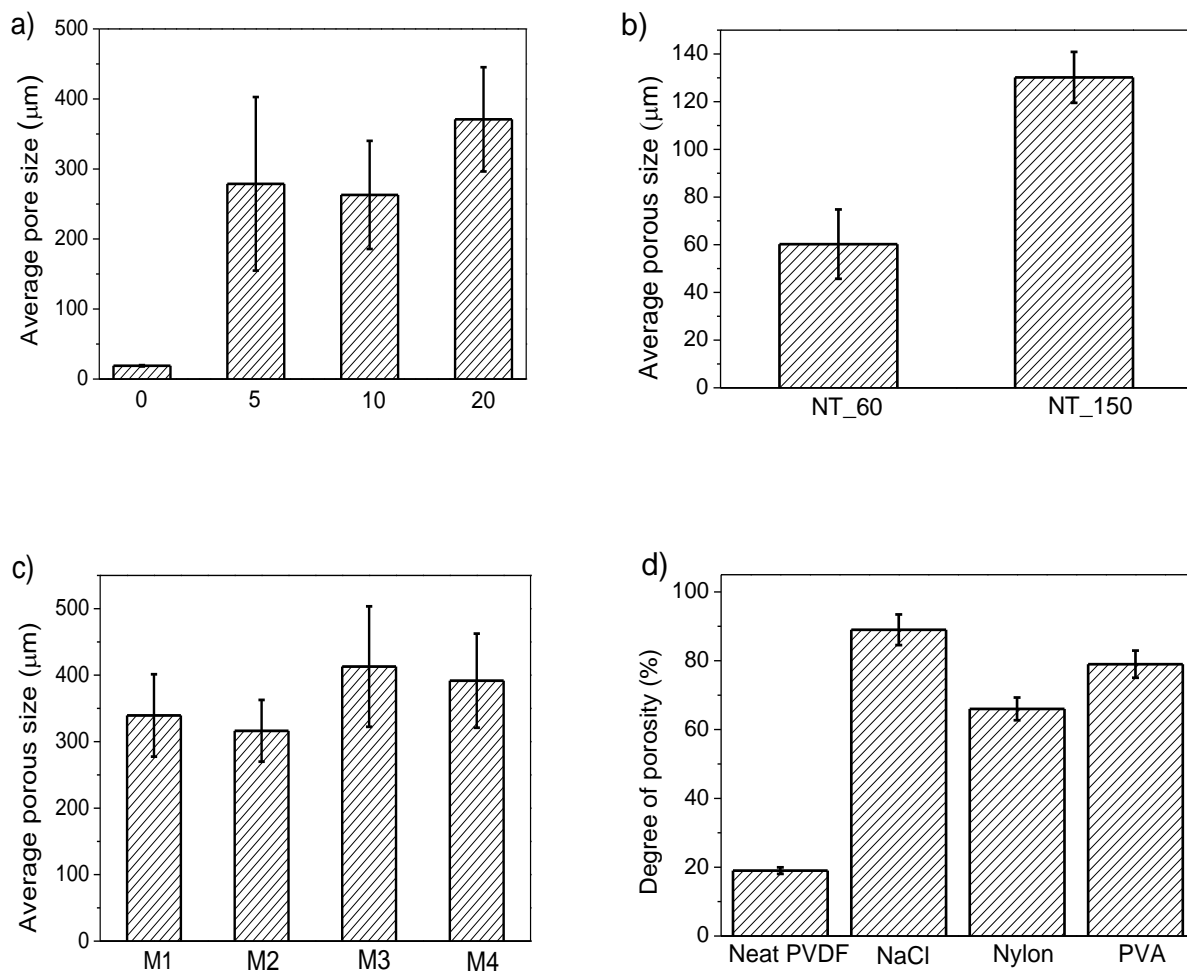 a)
Average pore size (μm)
500
400
300
200
100
0
0 5 10 20
b)
Average porous size (μm)
140
120
100
80
60
40
20
0
NT_60 NT_150
c)
Average porous size (μm)
500
400
300
200
100
0
M1 M2 M3 M4
d)
Degree of porosity (%)
100
80
60
40
20
0
Neat PVDF NaCl Nylon PVA